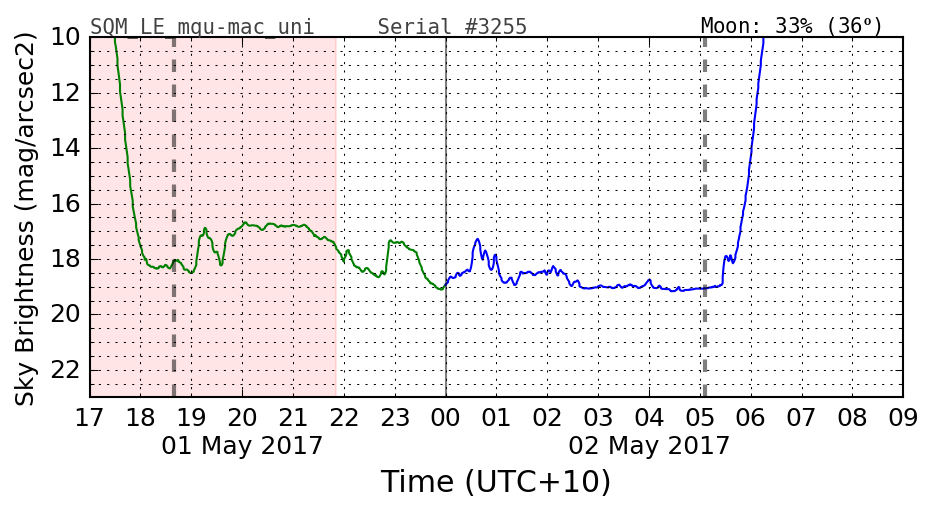 SQM_LE_mqu-mac_uni Serial #3255 Moon: 33% (36º)
10
12
14
16
18
20
22
Sky Brightness (mag/arcsec2)
17 18 19 20 21 22 23 00 01 02 03 04 05 06 07 08 09
01 May 2017 02 May 2017
Time (UTC+10)